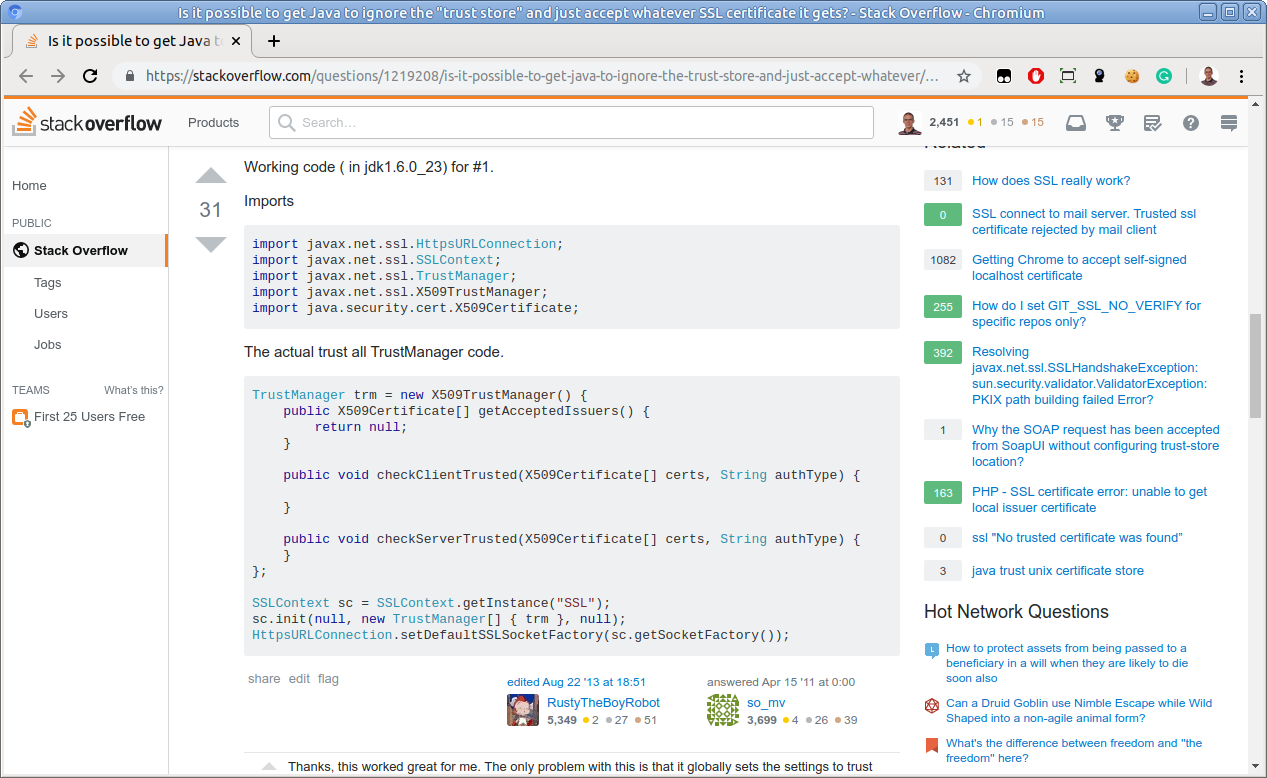 Is it possible to get Java to ignore the "trust store" and just accept whatever SSL certificate it gets? - Stack Overflow - Chromium
Is it possible to get Java t
https://stackoverflow.com/questions/1219208/is-it-possible-to-get-java-to-ignore-the-trust-store-and-just-accept-whatever/…
stackoverflow
Products
Search…
2,451 1 15 15
Home
PUBLIC
Stack Overflow
Tags
Users
Jobs
TEAMS What's this?
First 25 Users Free
31
Working code ( in jdk1.6.0_23) for #1.
Imports
import javax.net.ssl.HttpsURLConnection;
import javax.net.ssl.SSLContext;
import javax.net.ssl.TrustManager;
import javax.net.ssl.X509TrustManager;
import java.security.cert.X509Certificate;
The actual trust all TrustManager code.
TrustManager trm = new X509TrustManager() {
    public X509Certificate[] getAcceptedIssuers() {
        return null;
    }
    public void checkClientTrusted(X509Certificate[] certs, String authType) {
    }
    public void checkServerTrusted(X509Certificate[] certs, String authType) {
    }
};
SSLContext sc = SSLContext.getInstance("SSL");
sc.init(null, new TrustManager[] { trm }, null);
HttpsURLConnection.setDefaultSSLSocketFactory(sc.getSocketFactory());
share edit flag
edited Aug 22 '13 at 18:51
RustyTheBoyRobot
5,349 2 27 51
answered Apr 15 '11 at 0:00
so_mv
3,699 4 26 39
Thanks, this worked great for me. The only problem with this is that it globally sets the settings to trust
Related
131 How does SSL really work?
0 SSL connect to mail server. Trusted ssl
certificate rejected by mail client
1082 Getting Chrome to accept self-signed
localhost certificate
255 How do I set GIT_SSL_NO_VERIFY for
specific repos only?
392 Resolving
javax.net.ssl.SSLHandshakeException:
sun.security.validator.ValidatorException:
PKIX path building failed Error?
1 Why the SOAP request has been accepted
from SoapUI without configuring trust-store
location?
163 PHP - SSL certificate error: unable to get
local issuer certificate
0 ssl "No trusted certificate was found"
3 java trust unix certificate store
Hot Network Questions
How to protect assets from being passed to a
beneficiary in a will when they are likely to die
soon also
Can a Druid Goblin use Nimble Escape while Wild
Shaped into a non-agile animal form?
What's the difference between freedom and "the
freedom" here?